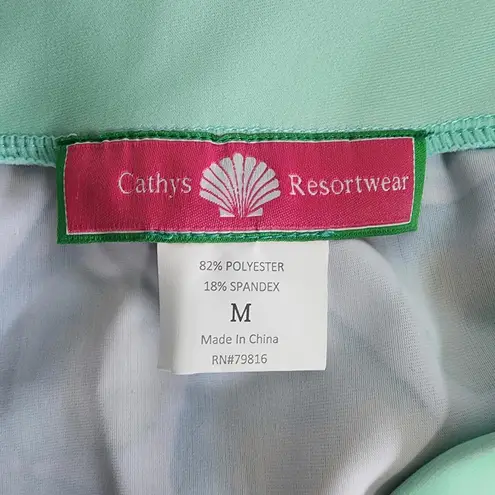 Cathys Resortwear
82% POLYESTER
18% SPANDEX
M
Made In China
RN#79816